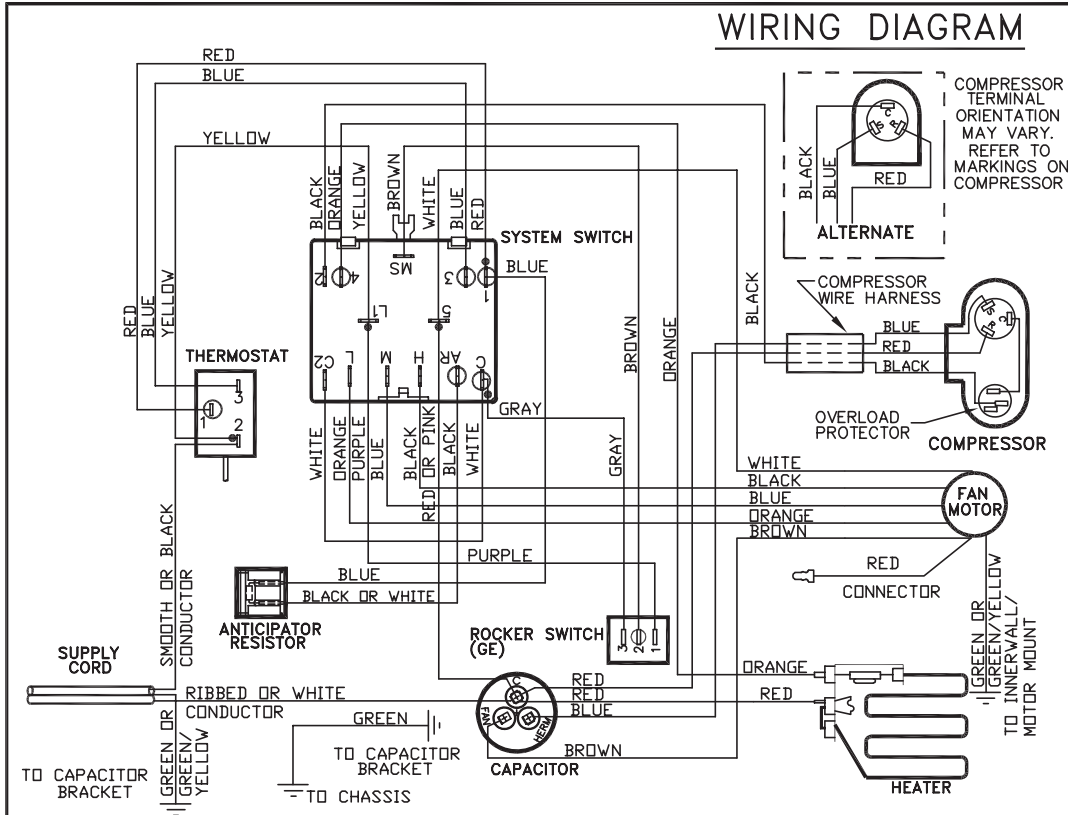 WIRING DIAGRAM
RED
BLUE
YELLOW
BLACK
ORANGE
YELLOW
BROWN
WHITE
BLUE
RED
SYSTEM SWITCH
BLUE
2
4
MS
3
1
L1
5
C2
L
M
H
AR
C
RED
BLUE
YELLOW
THERMOSTAT
3
1
2
WHITE
ORANGE
PURPLE
BLUE
BLACK
RED OR PINK
BLACK
WHITE
GRAY
GRAY
BROWN
ORANGE
BLACK
BLACK
BLUE
RED
C
S
R
ALTERNATE
COMPRESSOR
TERMINAL
ORIENTATION
MAY VARY.
REFER TO
MARKINGS ON
COMPRESSOR
COMPRESSOR
WIRE HARNESS
BLUE
RED
BLACK
S
C
R
OVERLOAD
PROTECTOR
COMPRESSOR
WHITE
BLACK
BLUE
ORANGE
BROWN
FAN
MOTOR
RED
CONNECTOR
GREEN OR
GREEN/YELLOW
TO INNERWALL/
MOTOR MOUNT
PURPLE
BLUE
BLACK OR WHITE
ANTICIPATOR
RESISTOR
ROCKER SWITCH
(GE)
3
2
1
SMOOTH OR BLACK
CONDUCTOR
SUPPLY
CORD
RIBBED OR WHITE
CONDUCTOR
GREEN OR
GREEN/
YELLOW
TO CAPACITOR
BRACKET
GREEN
TO CAPACITOR
BRACKET
TO CHASSIS
C
FAN
HERM
CAPACITOR
RED
RED
BLUE
BROWN
ORANGE
RED
HEATER